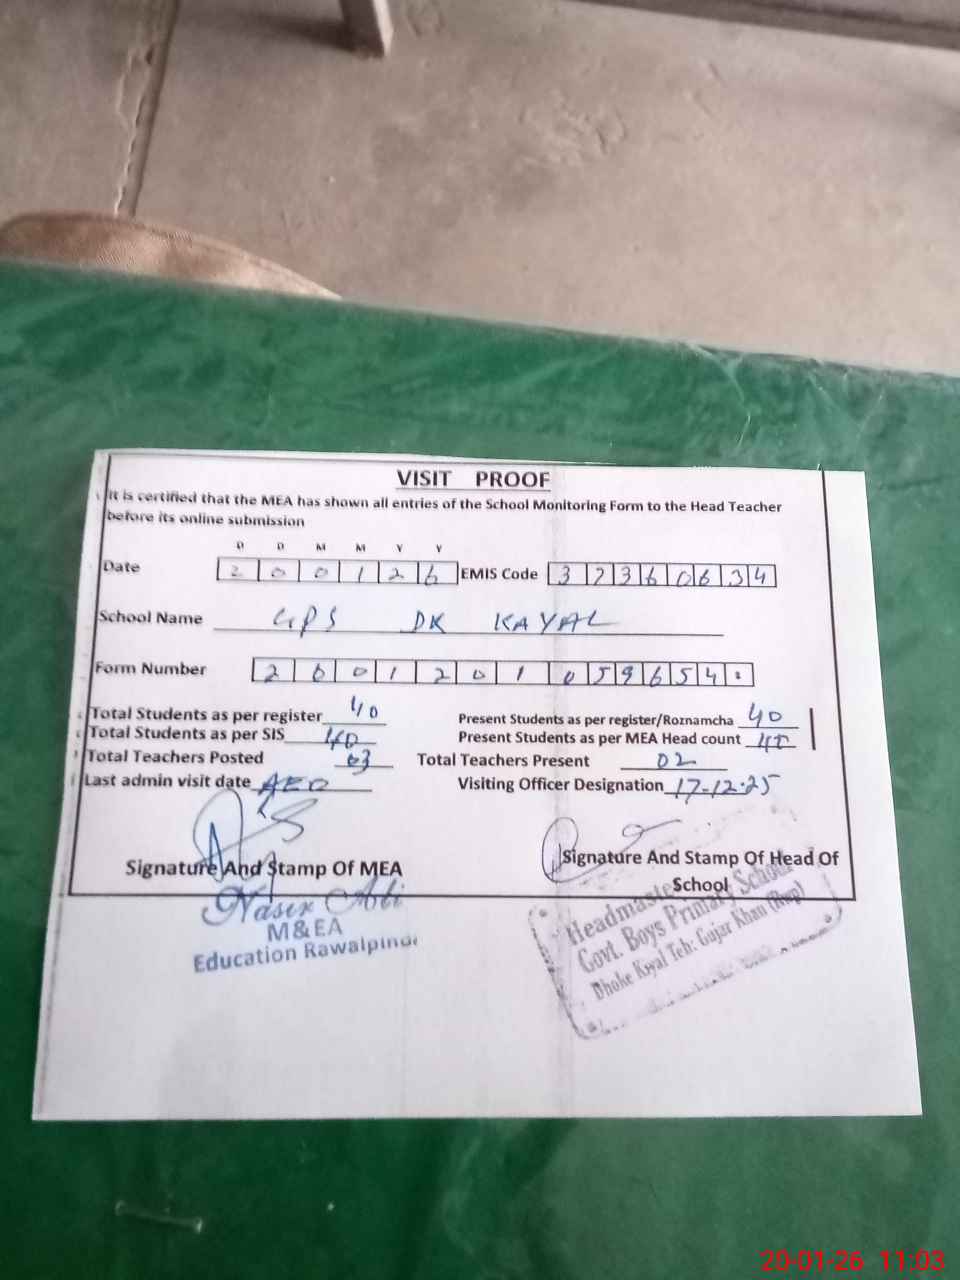 VISIT PROOF
It is certified that the MEA has shown all entries of the School Monitoring Form to the Head Teacher
before its online submission
D D M M Y Y
Date 2 0 0 1 2 6 EMIS Code 3 7 3 6 0 6 3 4
School Name GPS DK KAYAL
Form Number 2 0 0 1 2 0 1 0 5 9 6 5 4
Total Students as per register 40 Present Students as per register/Roznamcha 40
Total Students as per SIS 40 Present Students as per MEA Head count 40
Total Teachers Posted 03 Total Teachers Present 02
Last admin visit date AEO Visiting Officer Designation 17-12-25
Signature And Stamp Of MEA Signature And Stamp Of Head Of
School
Nasir Ali
M&EA
Education Rawalpindi
Headmaster
Govt. Boys Primary School
Dhoke Kayal Teh: Gujar Khan (Rwp)
20-01-26 11:03